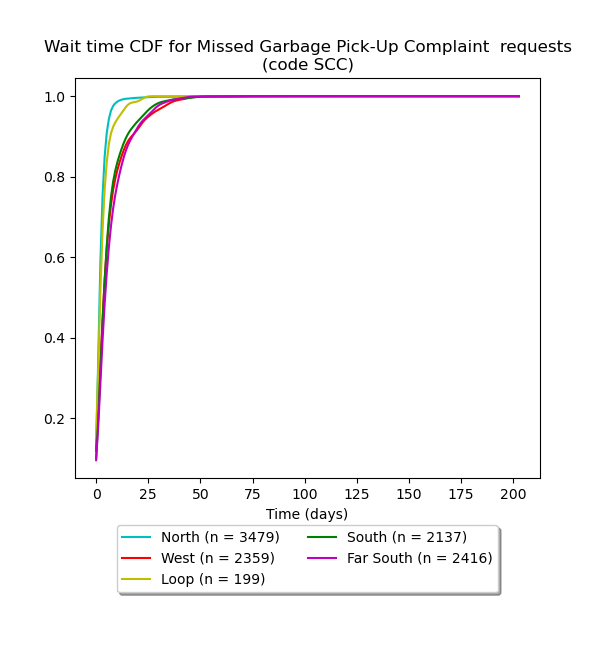 Wait time CDF for Missed Garbage Pick-Up Complaint  requests
(code SCC)
1.0
0.8
0.6
0.4
0.2
0 25 50 75 100 125 150 175 200
Time (days)
North (n = 3479) South (n = 2137)
West (n = 2359) Far South (n = 2416)
Loop (n = 199)